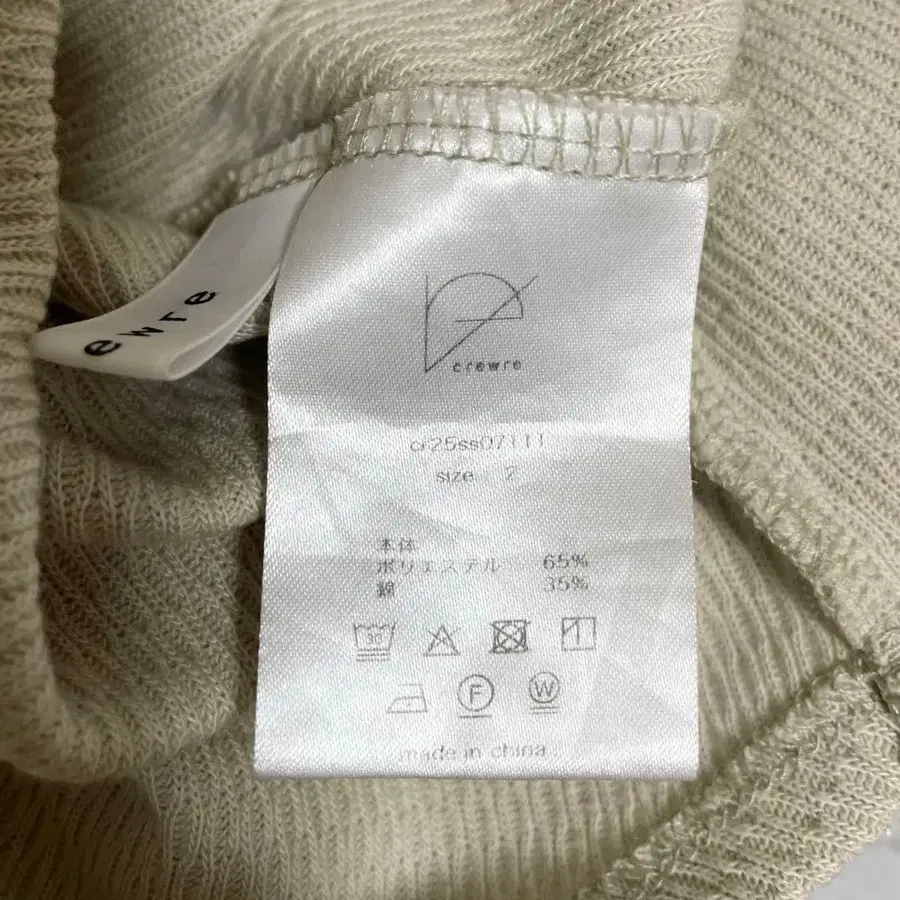 ewre
crewre
cr25ss07111
size 2
本体
ポリエステル 65%
綿 35%
30
F
W
made in china